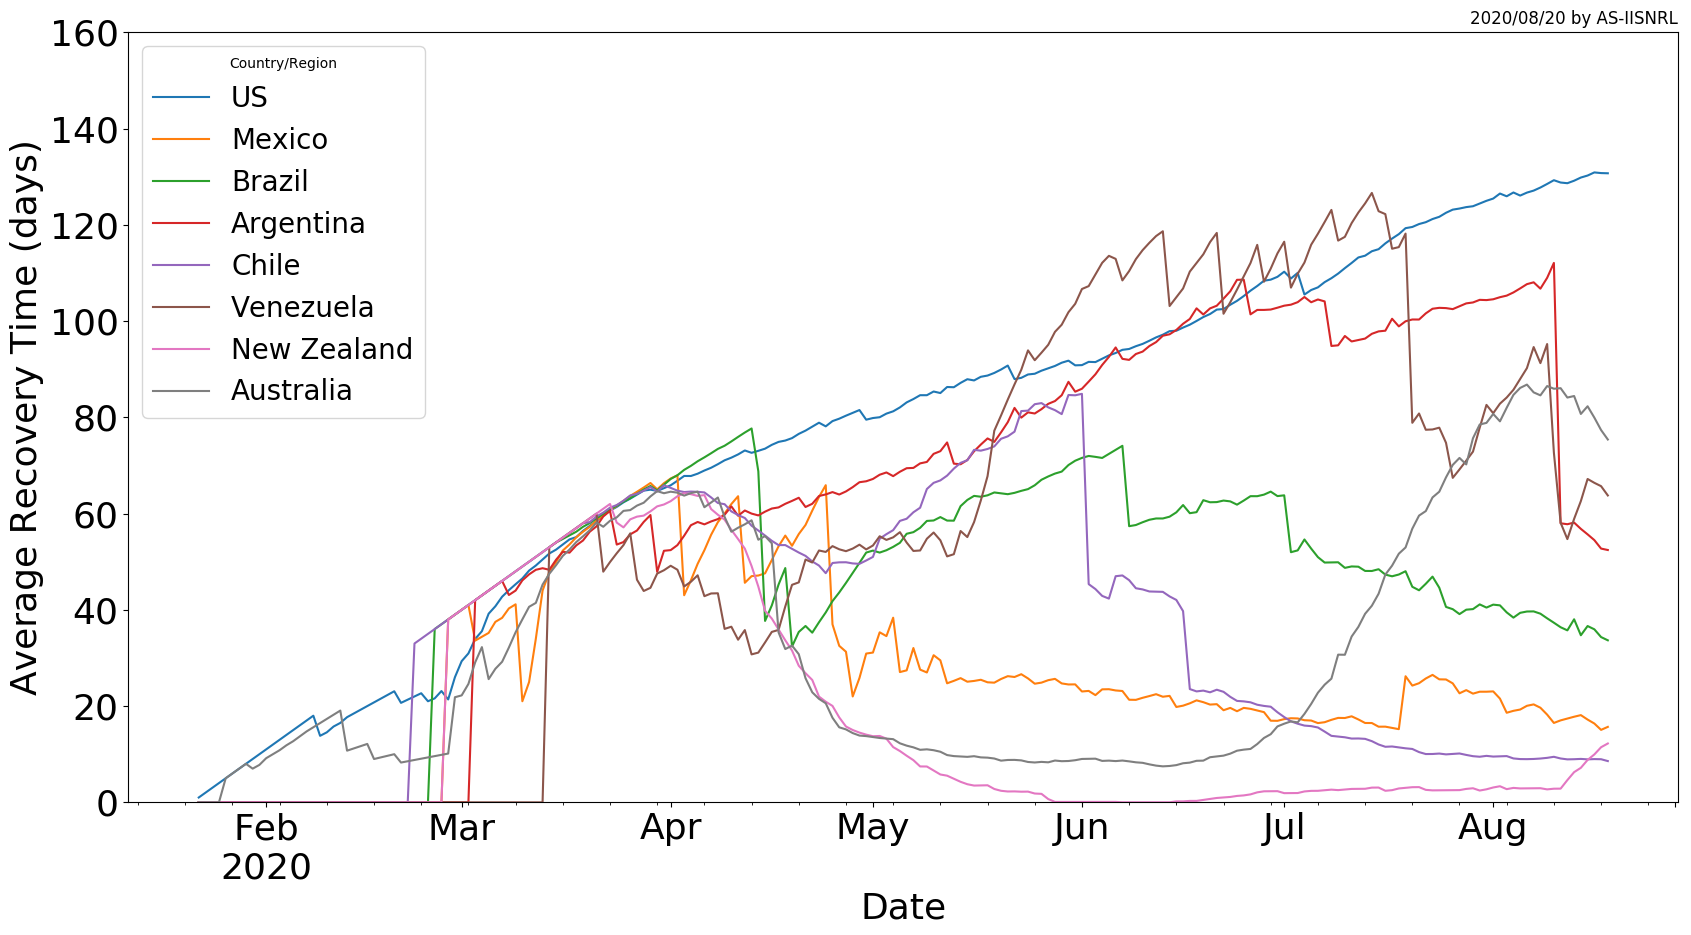 2020/08/20 by AS-IISNRL
160
140
120
100
80
60
40
20
0
Average Recovery Time (days)
Country/Region
US
Mexico
Brazil
Argentina
Chile
Venezuela
New Zealand
Australia
Feb Mar Apr May Jun Jul Aug
2020
Date